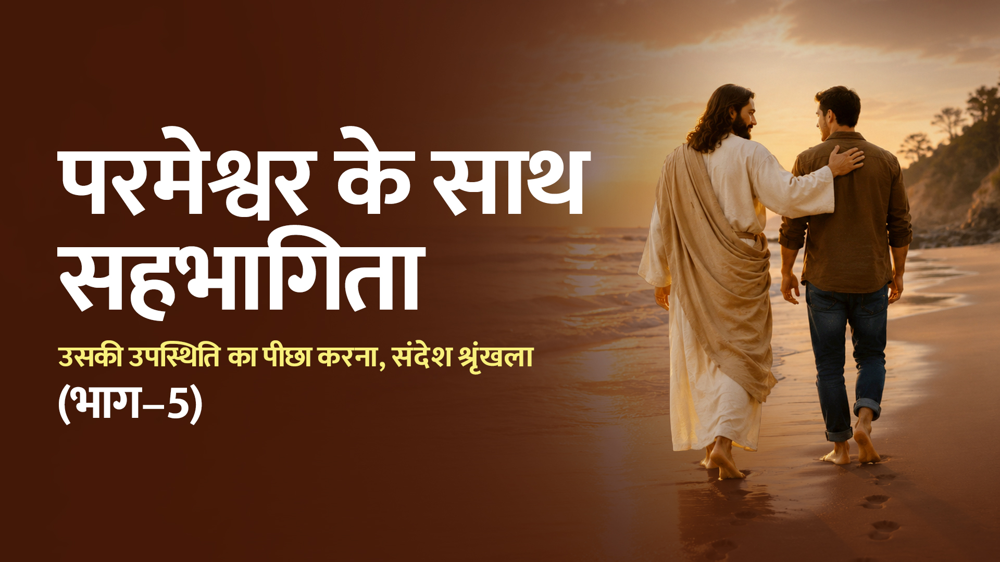 परमेश्वर के साथ
सहभागिता
उसकी उपस्थिति का पीछा करना, संदेश श्रृंखला
(भाग–5)